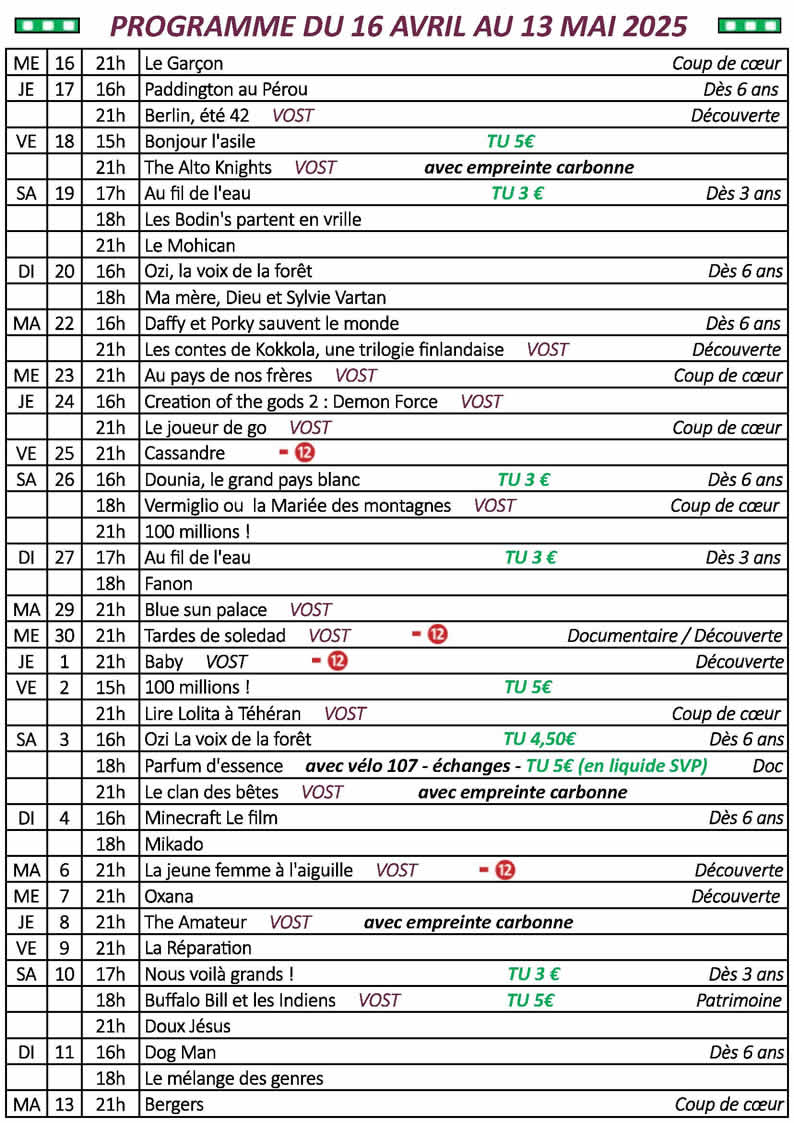 PROGRAMME DU 16 AVRIL AU 13 MAI 2025
ME 16 21h Le Garçon Coup de cœur
JE 17 16h Paddington au Pérou Dès 6 ans
21h Berlin, été 42 VOST Découverte
VE 18 15h Bonjour l'asile TU 5€
21h The Alto Knights VOST avec empreinte carbonne
SA 19 17h Au fil de l'eau TU 3 € Dès 3 ans
18h Les Bodin's partent en vrille
21h Le Mohican
DI 20 16h Ozi, la voix de la forêt Dès 6 ans
18h Ma mère, Dieu et Sylvie Vartan
MA 22 16h Daffy et Porky sauvent le monde Dès 6 ans
21h Les contes de Kokkola, une trilogie finlandaise VOST Découverte
ME 23 21h Au pays de nos frères VOST Coup de cœur
JE 24 16h Creation of the gods 2 : Demon Force VOST
21h Le joueur de go VOST Coup de cœur
VE 25 21h Cassandre - 12
SA 26 16h Dounia, le grand pays blanc TU 3 € Dès 6 ans
18h Vermiglio ou la Mariée des montagnes VOST Coup de cœur
21h 100 millions !
DI 27 17h Au fil de l'eau TU 3 € Dès 3 ans
18h Fanon
MA 29 21h Blue sun palace VOST
ME 30 21h Tardes de soledad VOST - 12 Documentaire / Découverte
JE 1 21h Baby VOST - 12 Découverte
VE 2 15h 100 millions ! TU 5€
21h Lire Lolita à Téhéran VOST Coup de cœur
SA 3 16h Ozi La voix de la forêt TU 4,50€ Dès 6 ans
18h Parfum d'essence avec vélo 107 - échanges - TU 5€ (en liquide SVP) Doc
21h Le clan des bêtes VOST avec empreinte carbonne
DI 4 16h Minecraft Le film Dès 6 ans
18h Mikado
MA 6 21h La jeune femme à l'aiguille VOST - 12 Découverte
ME 7 21h Oxana Découverte
JE 8 21h The Amateur VOST avec empreinte carbonne
VE 9 21h La Réparation
SA 10 17h Nous voilà grands ! TU 3 € Dès 3 ans
18h Buffalo Bill et les Indiens VOST TU 5€ Patrimoine
21h Doux Jésus
DI 11 16h Dog Man Dès 6 ans
18h Le mélange des genres
MA 13 21h Bergers Coup de cœur